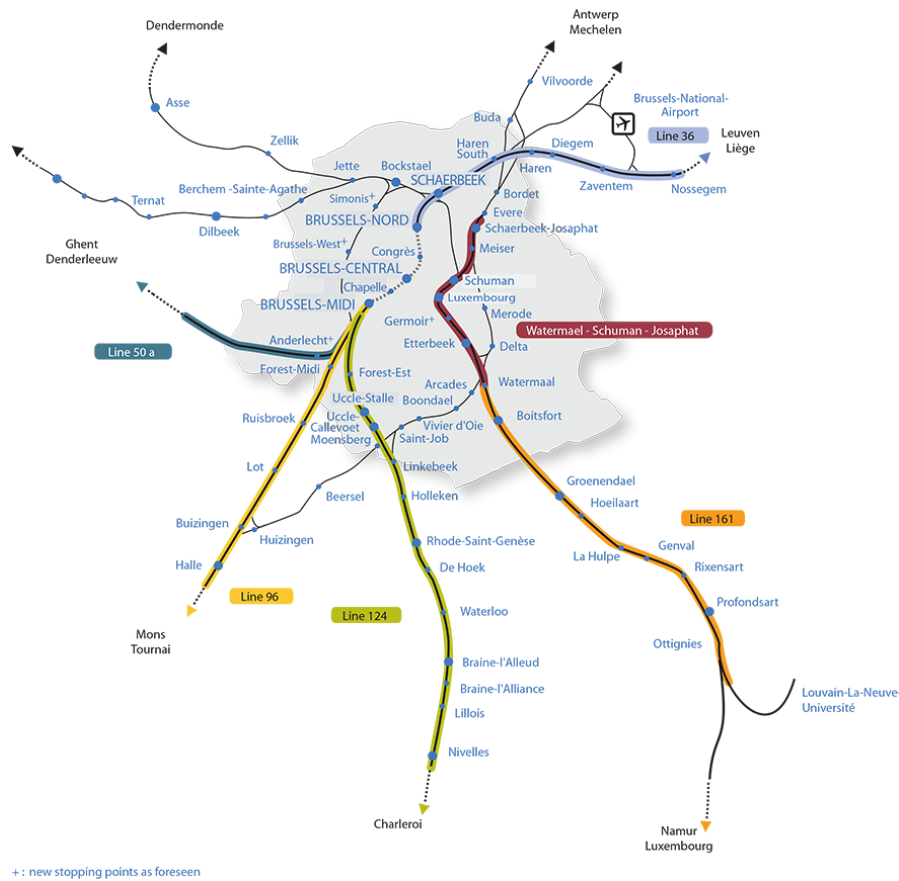 Antwerp
Mechelen
Dendermonde
Vilvoorde
Asse
Brussels-National-
Airport
Buda
Line 36
Leuven
Liège
Zellik
Haren
South
Diegem
Haren
Jette
Bockstael
SCHAERBEEK
Zaventem
Nossegem
Berchem -Sainte-Agathe
Simonis+
Bordet
Ternat
Dilbeek
BRUSSELS-NORD
Evere
Schaerbeek-Josaphat
Ghent
Denderleeuw
Brussels-West+
Congrès
Meiser
BRUSSELS-CENTRAL
Chapelle
Schuman
BRUSSELS-MIDI
Luxembourg
Merode
Germoir+
Watermael - Schuman - Josaphat
Anderlecht+
Etterbeek
Delta
Line 50 a
Forest-Midi
Forest-Est
Arcades
Watermaal
Uccle-Stalle
Boondael
Ruisbroek
Uccle-
Callevoet
Vivier d'Oie
Boitsfort
Moensberg
Saint-Job
Lot
Linkebeek
Beersel
Holleken
Groenendael
Hoeilaart
Buizingen
Huizingen
Line 161
Rhode-Saint-Genèse
Genval
La Hulpe
Rixensart
Halle
De Hoek
Line 96
Line 124
Waterloo
Profondsart
Mons
Tournai
Ottignies
Braine-l'Alleud
Braine-l'Alliance
Louvain-La-Neuve-
Université
Lillois
Nivelles
Charleroi
Namur
Luxembourg
+ : new stopping points as foreseen